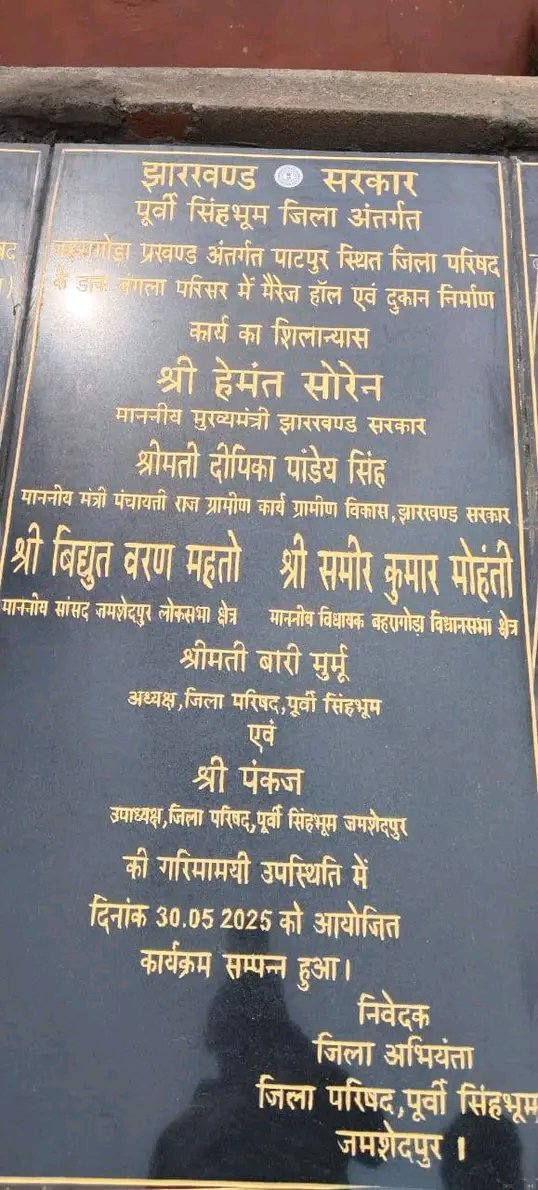 झारखण्ड सरकार
पूर्वी सिंहभूम जिला अंतर्गत
प्रखण्ड अंतर्गत पाटपुर स्थित जिला परिषद
के डाक बंगला परिसर में मैरेज हॉल एवं दुकान निर्माण
कार्य का शिलान्यास
श्री हेमंत सोरेन
माननीय मुख्यमंत्री झारखण्ड सरकार
श्रीमती दीपिका पांडेय सिंह
माननीय मंत्री पंचायती राज ग्रामीण कार्य ग्रामीण विकास,झारखण्ड सरकार
श्री बिद्युत वरण महतो श्री समीर कुमार मोहंती
माननीय सांसद जमशेदपुर लोकसभा क्षेत्र माननीय विधायक बहरागोड़ा विधानसभा क्षेत्र
श्रीमती बारी मुर्मू
अध्यक्ष,जिला परिषद,पूर्वी सिंहभूम
एवं
श्री पंकज
उपाध्यक्ष,जिला परिषद,पूर्वी सिंहभूम जमशेदपुर
की गरिमामयी उपस्थिति में
दिनांक 30.05 2025 को आयोजित
कार्यक्रम सम्पन्न हुआ।
निवेदक
जिला अभियंता
जिला परिषद,पूर्वी सिंहभूम
जमशेदपुर ।